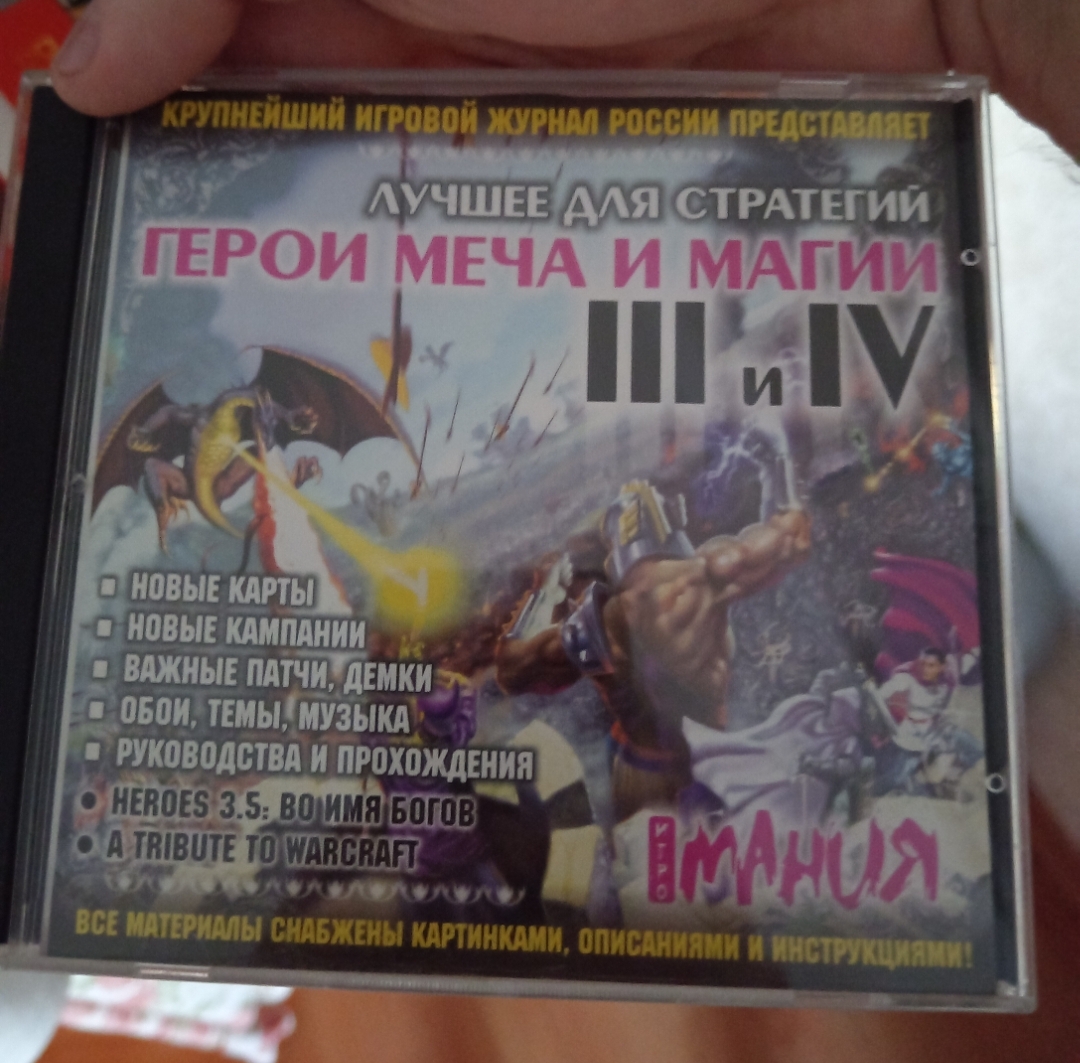 КРУПНЕЙШИЙ ИГРОВОЙ ЖУРНАЛ РОССИИ ПРЕДСТАВЛЯЕТ
ЛУЧШЕЕ ДЛЯ СТРАТЕГИЙ
ГЕРОИ МЕЧА И МАГИИ
III и IV
НОВЫЕ КАРТЫ
НОВЫЕ КАМПАНИИ
ВАЖНЫЕ ПАТЧИ, ДЕМКИ
ОБОИ, ТЕМЫ, МУЗЫКА
РУКОВОДСТВА И ПРОХОЖДЕНИЯ
HEROES 3.5: ВО ИМЯ БОГОВ
A TRIBUTE TO WARCRAFT
ИГРО МАНИЯ
ВСЕ МАТЕРИАЛЫ СНАБЖЕНЫ КАРТИНКАМИ, ОПИСАНИЯМИ И ИНСТРУКЦИЯМИ!